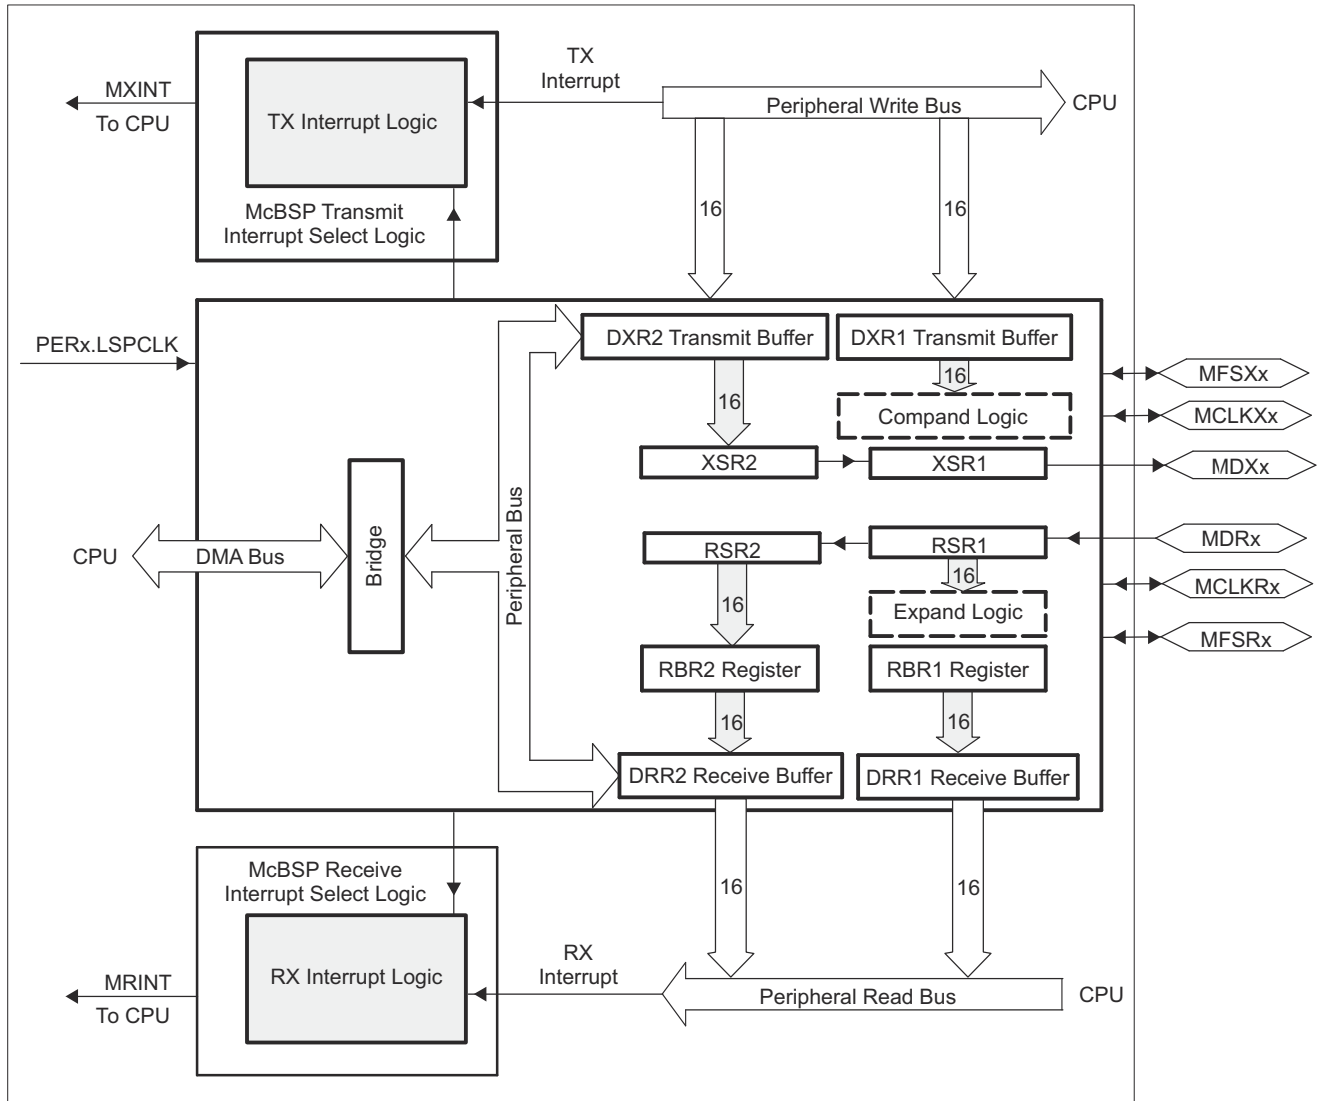 TX
Interrupt
MXINT
To CPU
TX Interrupt Logic
Peripheral Write Bus
CPU
McBSP Transmit
Interrupt Select Logic
16
16
PERx.LSPCLK
DXR2 Transmit Buffer
DXR1 Transmit Buffer
16
16
Compand Logic
MFSXx
MCLKXx
XSR2
XSR1
MDXx
CPU
DMA Bus
Bridge
Peripheral Bus
RSR2
RSR1
MDRx
16
16
Expand Logic
MCLKRx
MFSRx
RBR2 Register
RBR1 Register
16
16
DRR2 Receive Buffer
DRR1 Receive Buffer
McBSP Receive
Interrupt Select Logic
16
16
RX
Interrupt
MRINT
To CPU
RX Interrupt Logic
Peripheral Read Bus
CPU